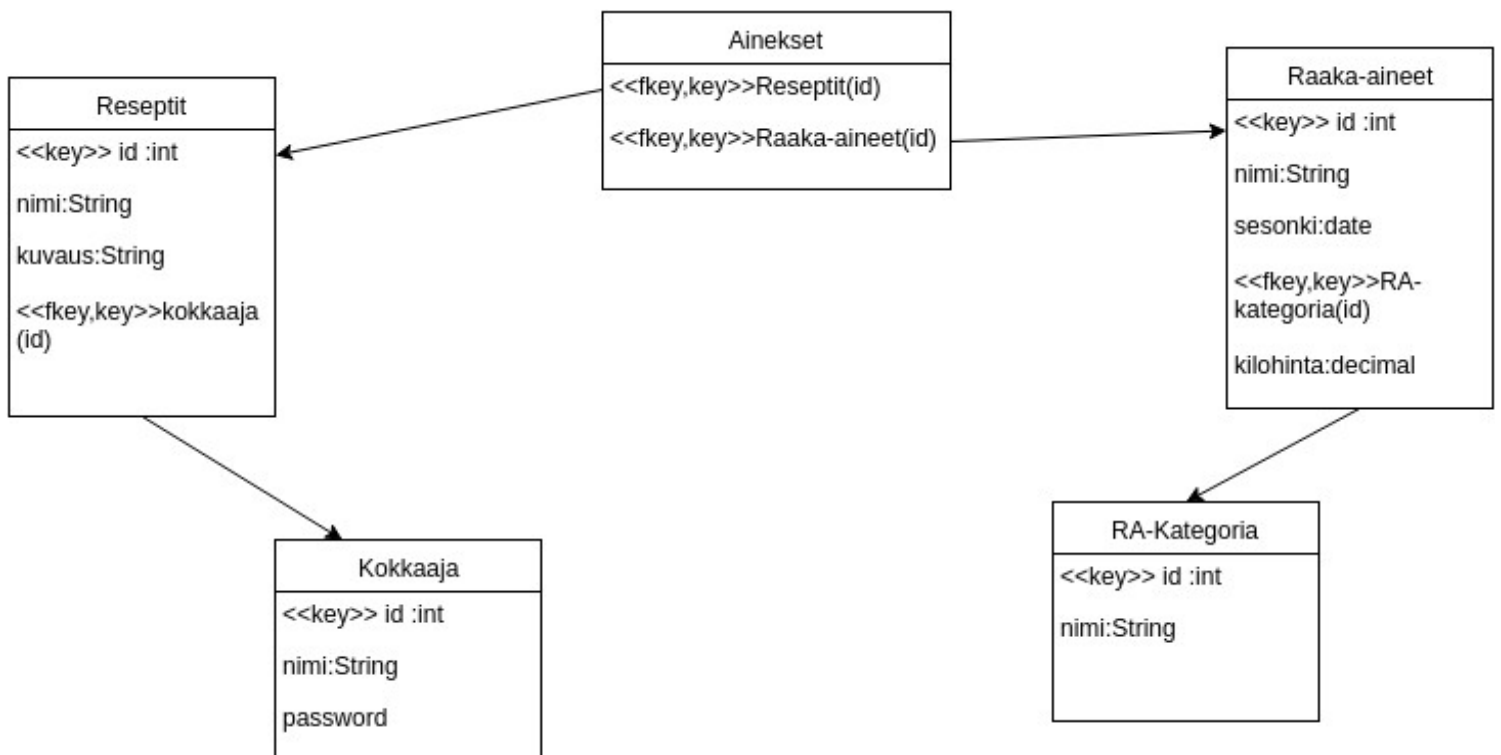 Ainekset
<<fkey,key>>Reseptit(id)
<<fkey,key>>Raaka-aineet(id)
Reseptit
<<key>> id :int
nimi:String
kuvaus:String
<<fkey,key>>kokkaaja
(id)
Raaka-aineet
<<key>> id :int
nimi:String
sesonki:date
<<fkey,key>>RA-
kategoria(id)
kilohinta:decimal
Kokkaaja
<<key>> id :int
nimi:String
password
RA-Kategoria
<<key>> id :int
nimi:String